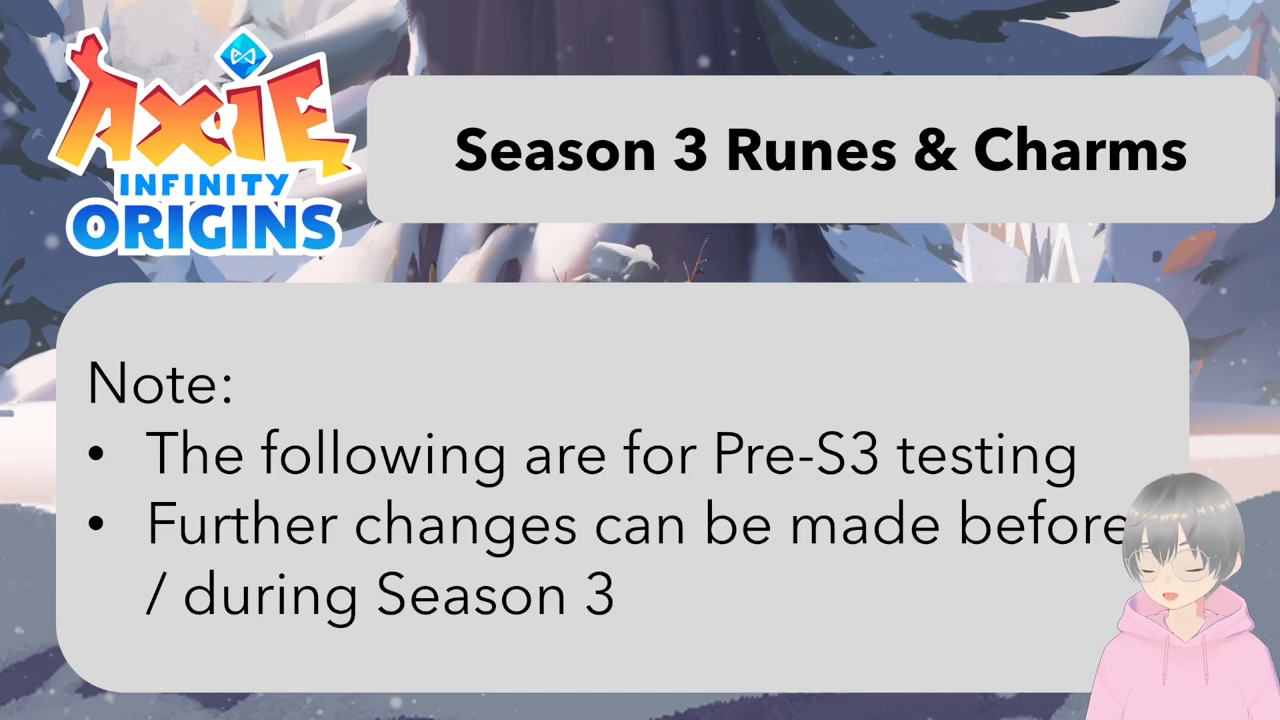 AXIE
INFINITY
ORIGINS
Season 3 Runes & Charms
Note:
• The following are for Pre-S3 testing
• Further changes can be made before
/ during Season 3